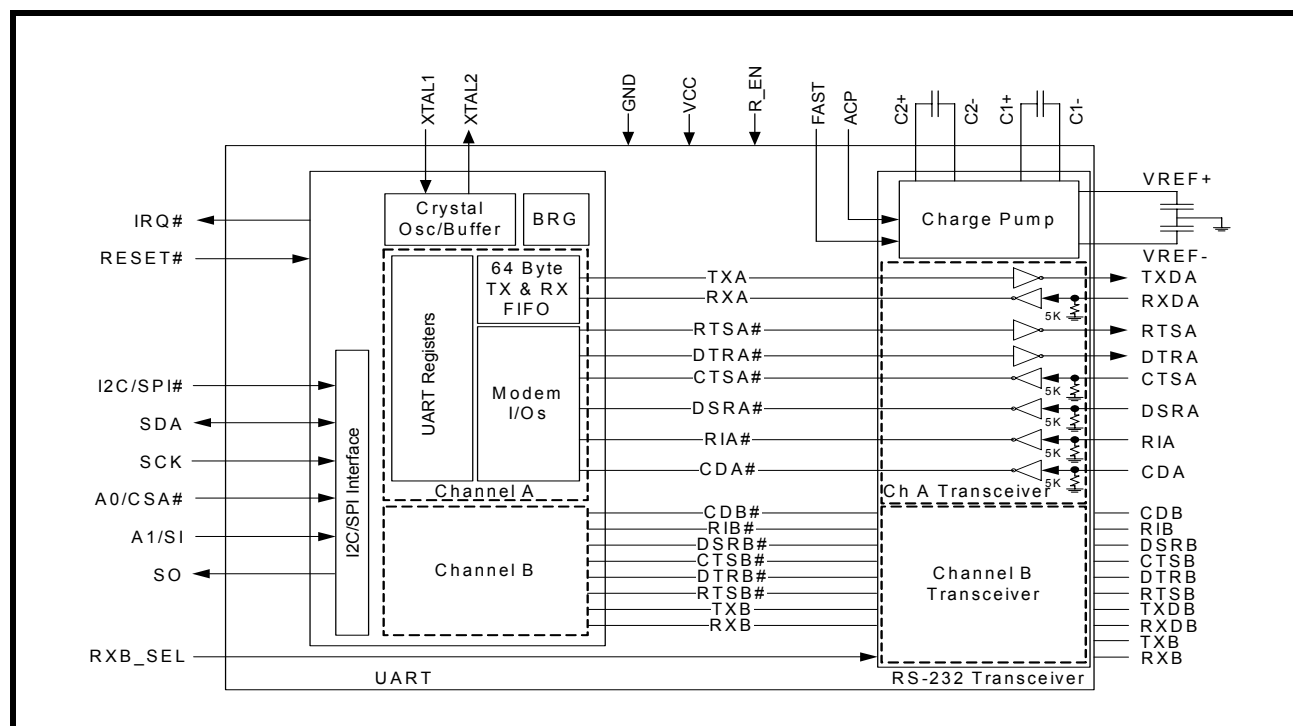 XTAL1
XTAL2
GND
VCC
R_EN
FAST
ACP
C2+
C2-
C1+
C1-
IRQ#
RESET#
I2C/SPI#
SDA
SCK
A0/CSA#
A1/SI
SO
RXB_SEL
Crystal
Osc/Buffer
BRG
UART Registers
64 Byte
TX & RX
FIFO
Modem
I/Os
Channel A
I2C/SPI Interface
Channel B
UART
TXA
RXA
RTSA#
DTRA#
CTSA#
DSRA#
RIA#
CDA#
CDB#
RIB#
DSRB#
CTSB#
DTRB#
RTSB#
TXB
RXB
Charge Pump
5K
5K
5K
5K
5K
Ch A Transceiver
Channel B
Transceiver
RS-232 Transceiver
VREF+
VREF-
TXDA
RXDA
RTSA
DTRA
CTSA
DSRA
RIA
CDA
CDB
RIB
DSRB
CTSB
DTRB
RTSB
TXDB
RXDB
TXB
RXB